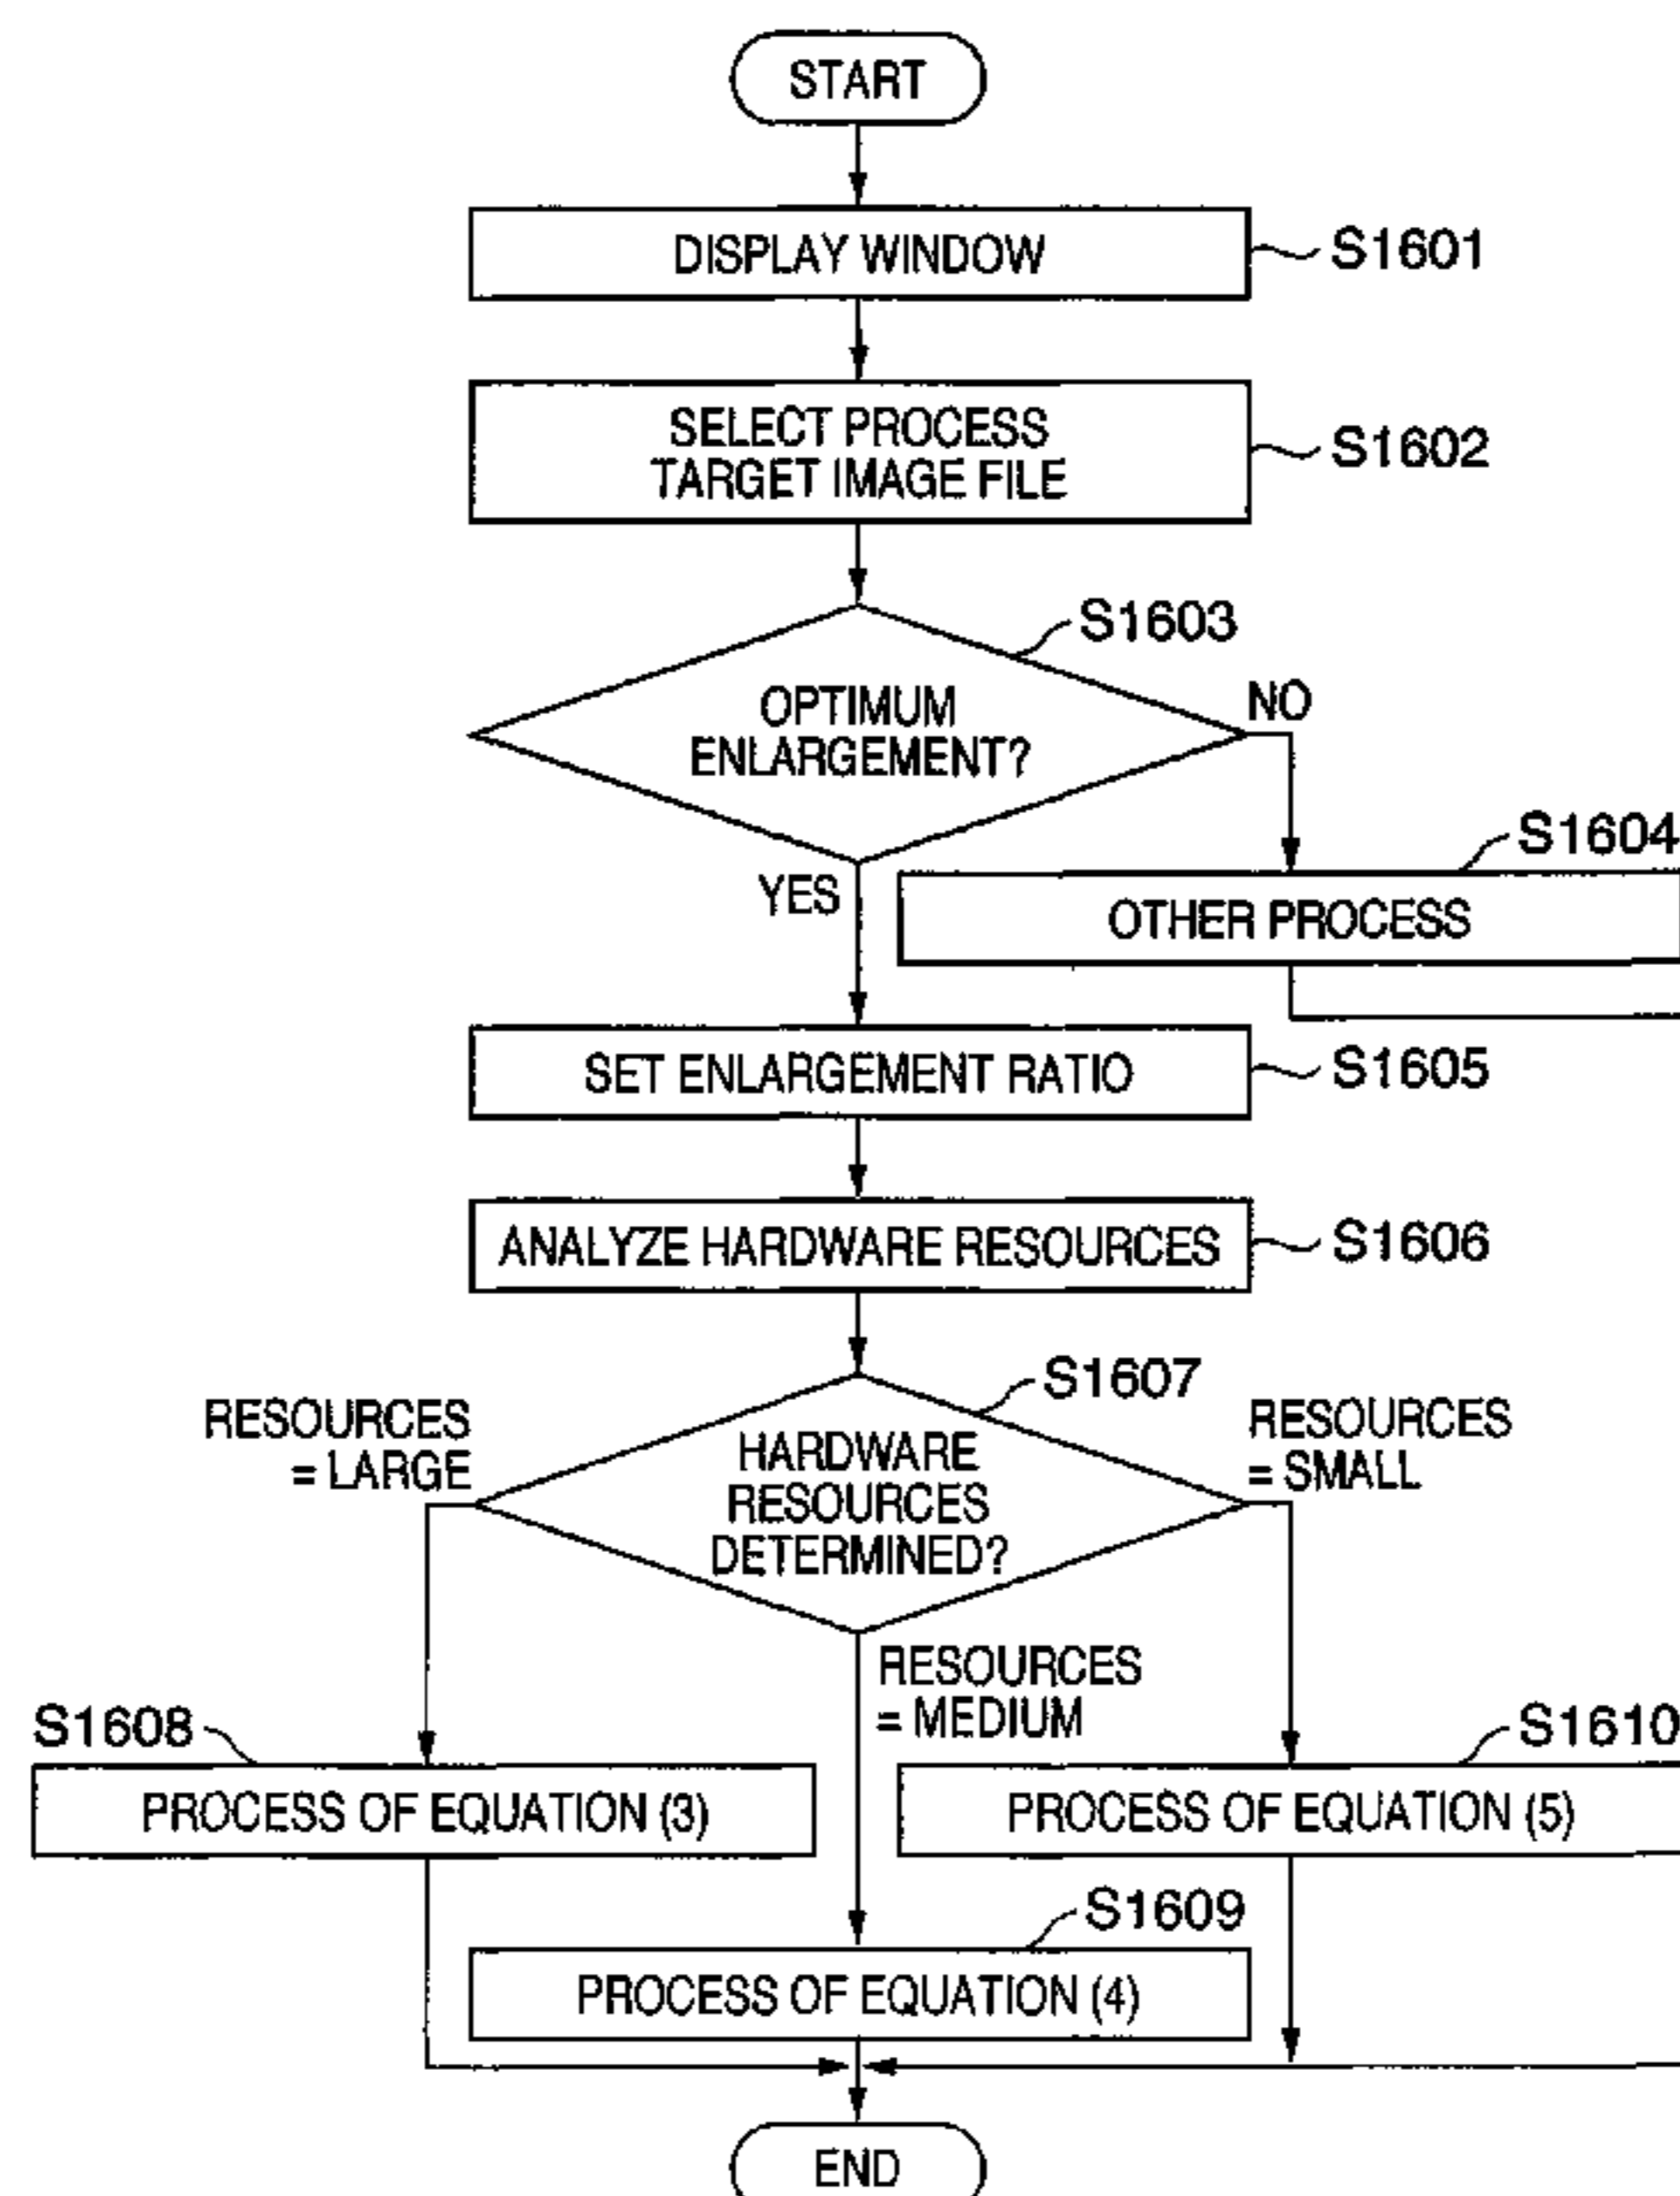 START
DISPLAY WINDOW
S1601
SELECT PROCESS
TARGET IMAGE FILE
S1602
S1603
OPTIMUM
ENLARGEMENT?
NO
YES
S1604
OTHER PROCESS
SET ENLARGEMENT RATIO
S1605
ANALYZE HARDWARE RESOURCES
S1606
S1607
HARDWARE
RESOURCES
DETERMINED?
RESOURCES
= LARGE
RESOURCES
= SMALL
RESOURCES
= MEDIUM
S1608
PROCESS OF EQUATION (3)
S1610
PROCESS OF EQUATION (5)
S1609
PROCESS OF EQUATION (4)
END